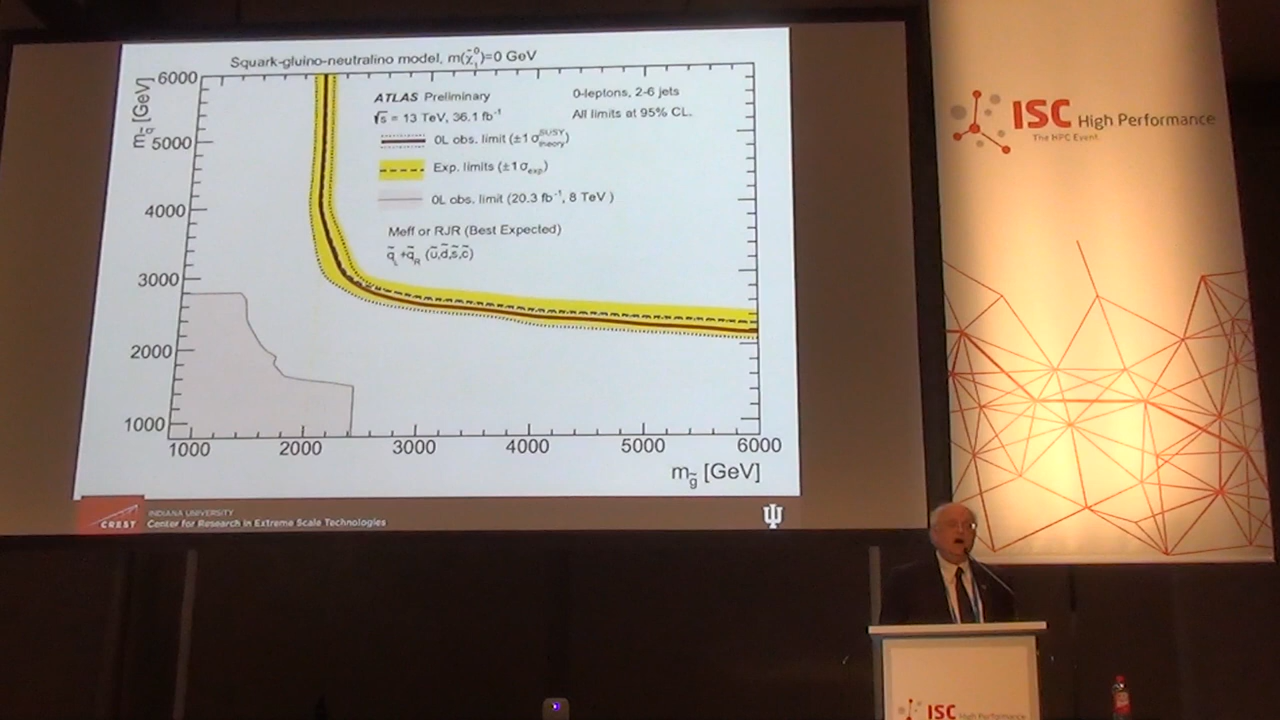 Squark-gluino-neutralino model, m(χ̃₁⁰)=0 GeV
m_q̃ [GeV]
6000
5000
4000
3000
2000
1000
ATLAS Preliminary
√s = 13 TeV, 36.1 fb⁻¹
0-leptons, 2-6 jets
All limits at 95% CL.
0L obs. limit (±1 σ^SUSY_theory)
Exp. limits (±1 σ_exp)
0L obs. limit (20.3 fb⁻¹, 8 TeV )
Meff or RJR (Best Expected)
q̃_L+q̃_R (ũ,d̃,s̃,c̃)
1000 2000 3000 4000 5000 6000
m_g̃ [GeV]
CREST
INDIANA UNIVERSITY
Center for Research in Extreme Scale Technologies
ISC High Performance
The HPC Event.
ISC High Performance